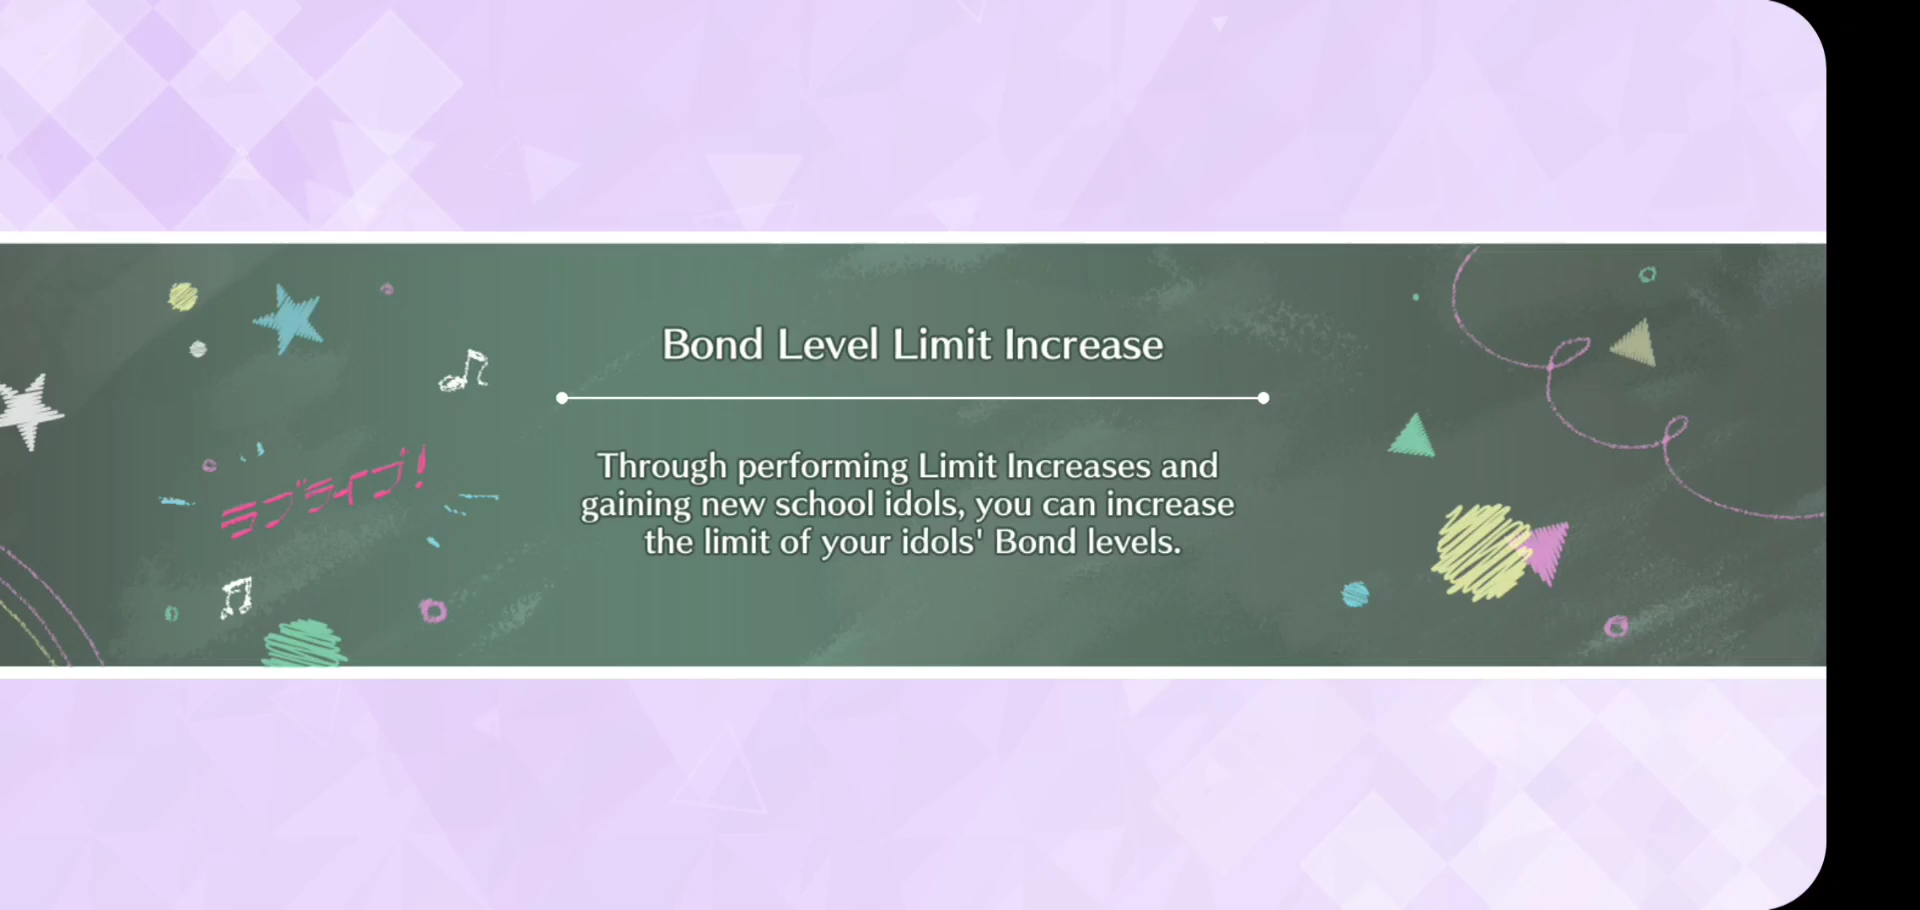 Bond Level Limit Increase
ラブライブ!
Through performing Limit Increases and
gaining new school idols, you can increase
the limit of your idols' Bond levels.